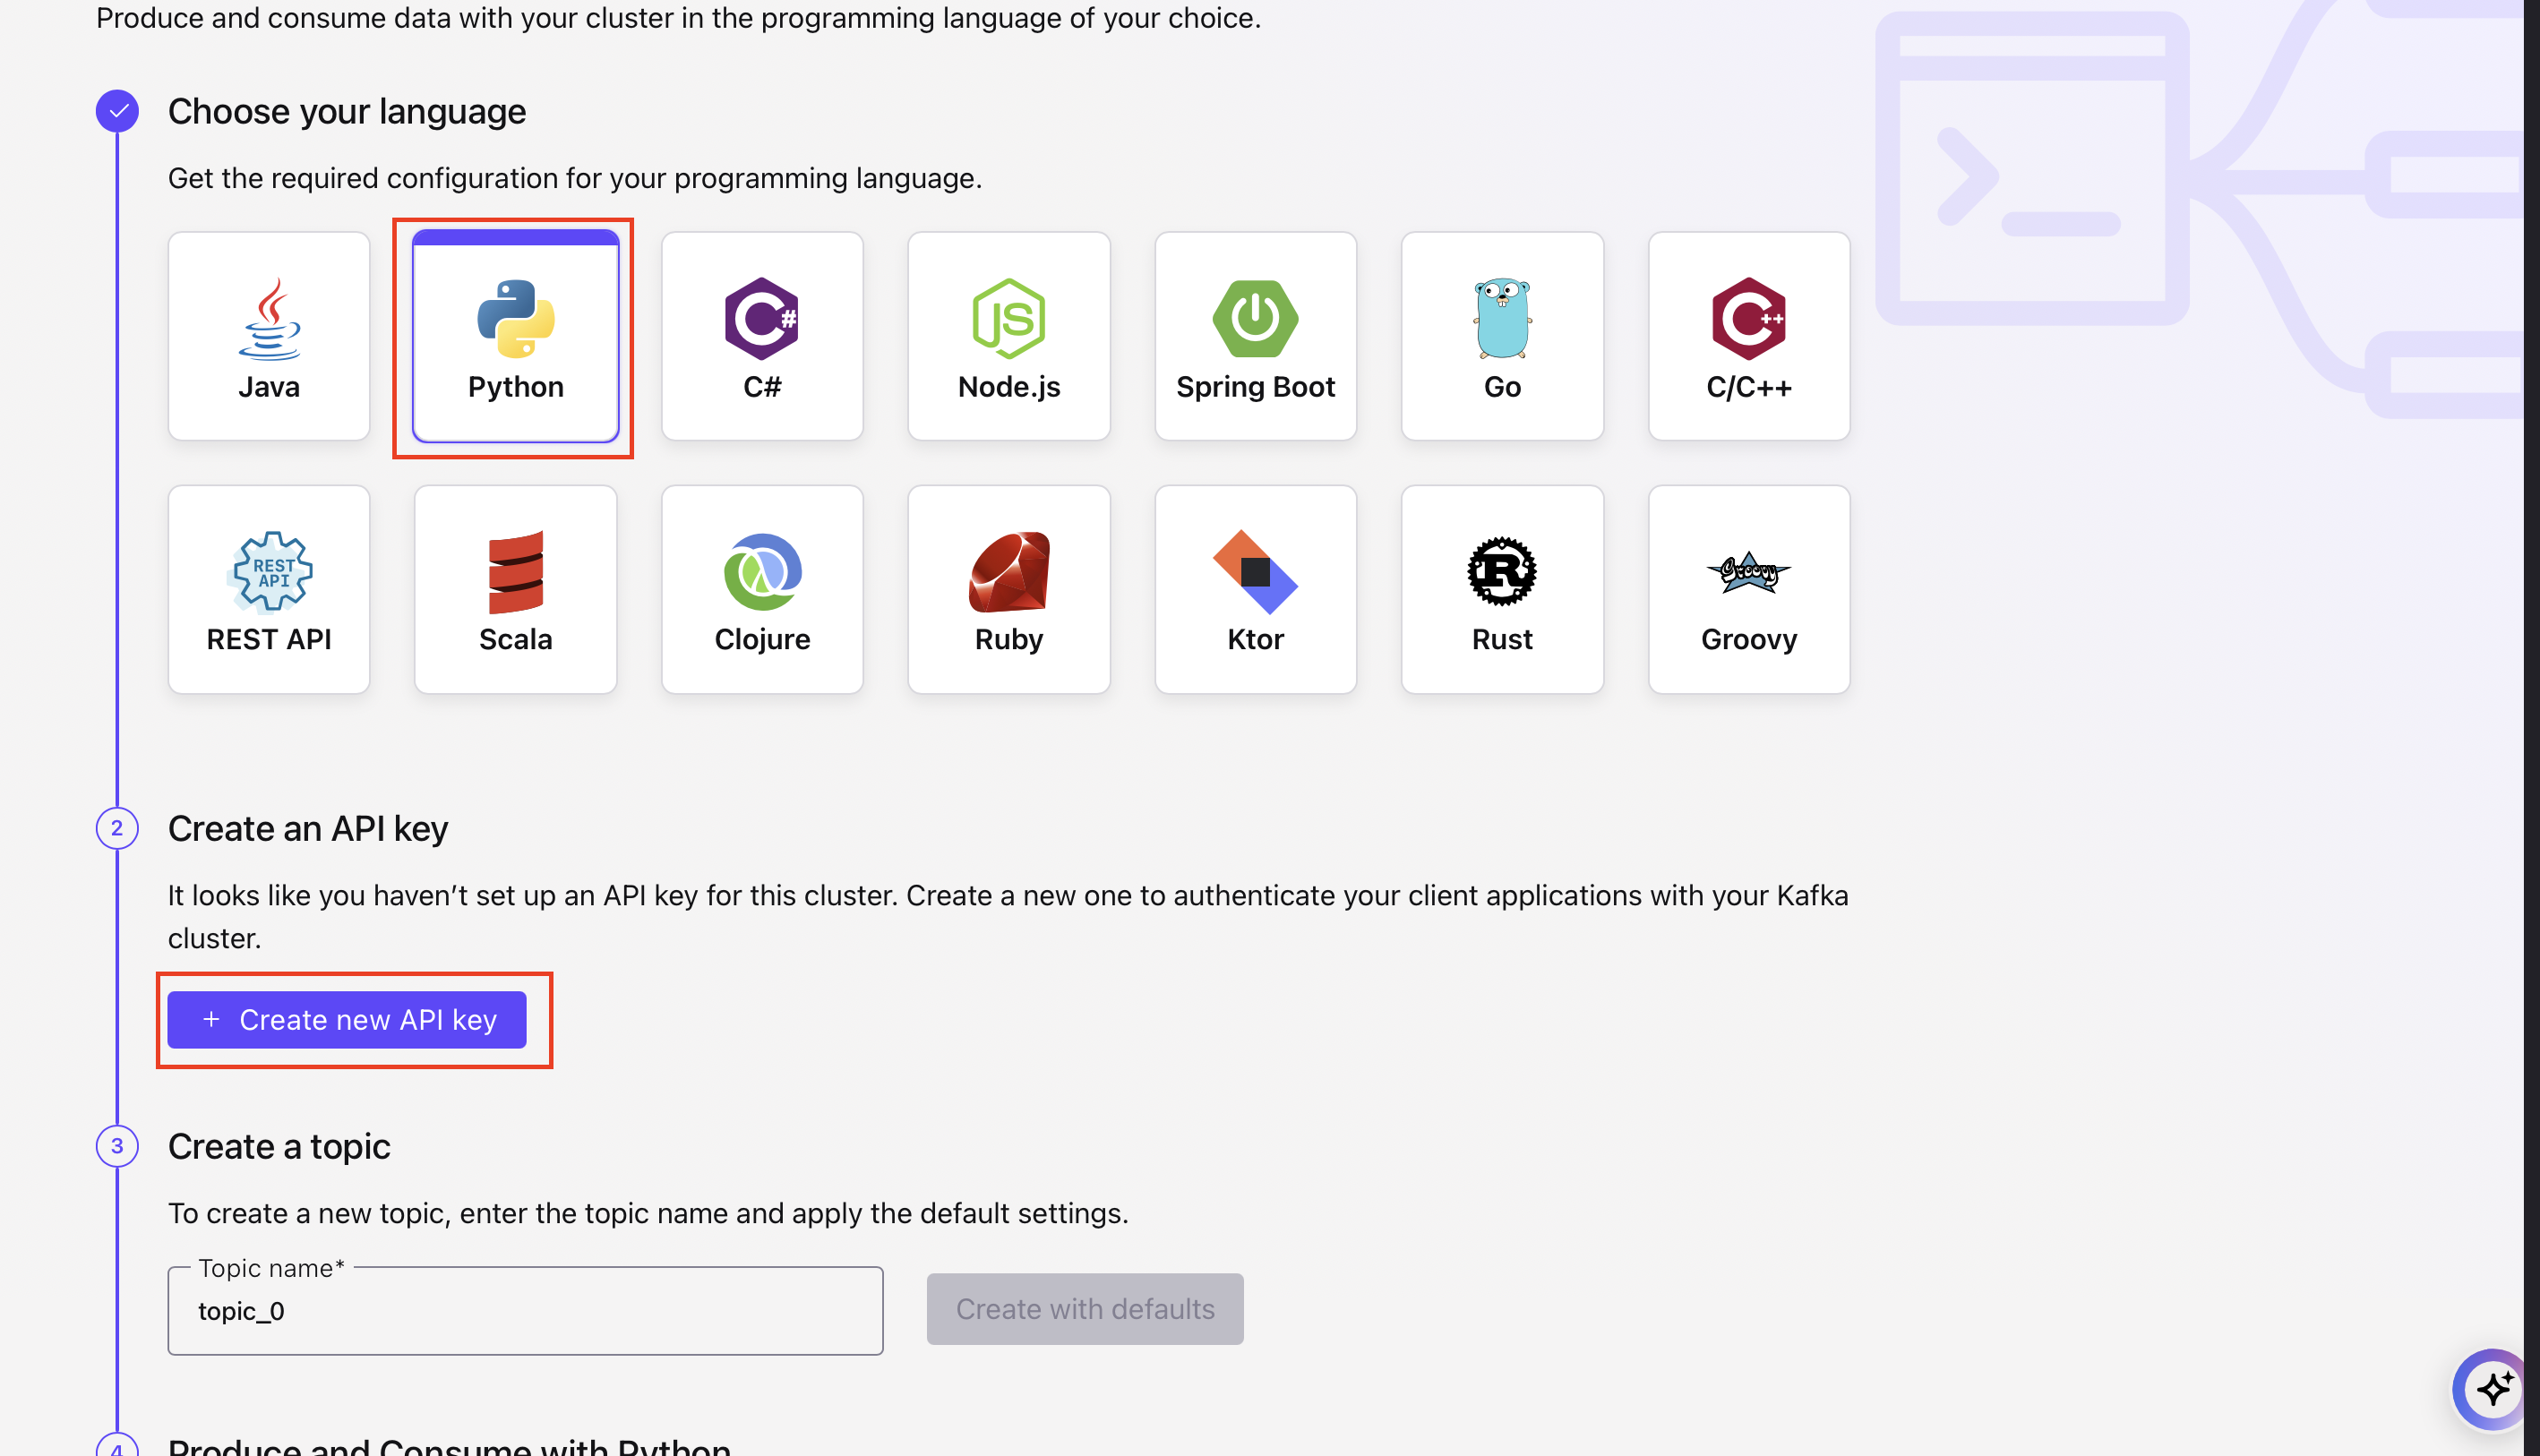 Produce and consume data with your cluster in the programming language of your choice.
Choose your language
Get the required configuration for your programming language.
Java
Python
C#
Node.js
Spring Boot
Go
C/C++
REST API
REST API
Scala
Clojure
Ruby
Ktor
Rust
Groovy
Groovy
2
Create an API key
It looks like you haven’t set up an API key for this cluster. Create a new one to authenticate your client applications with your Kafka
cluster.
+ Create new API key
3
Create a topic
To create a new topic, enter the topic name and apply the default settings.
Topic name*
topic_0
Create with defaults
4
Produce and Consume with Python